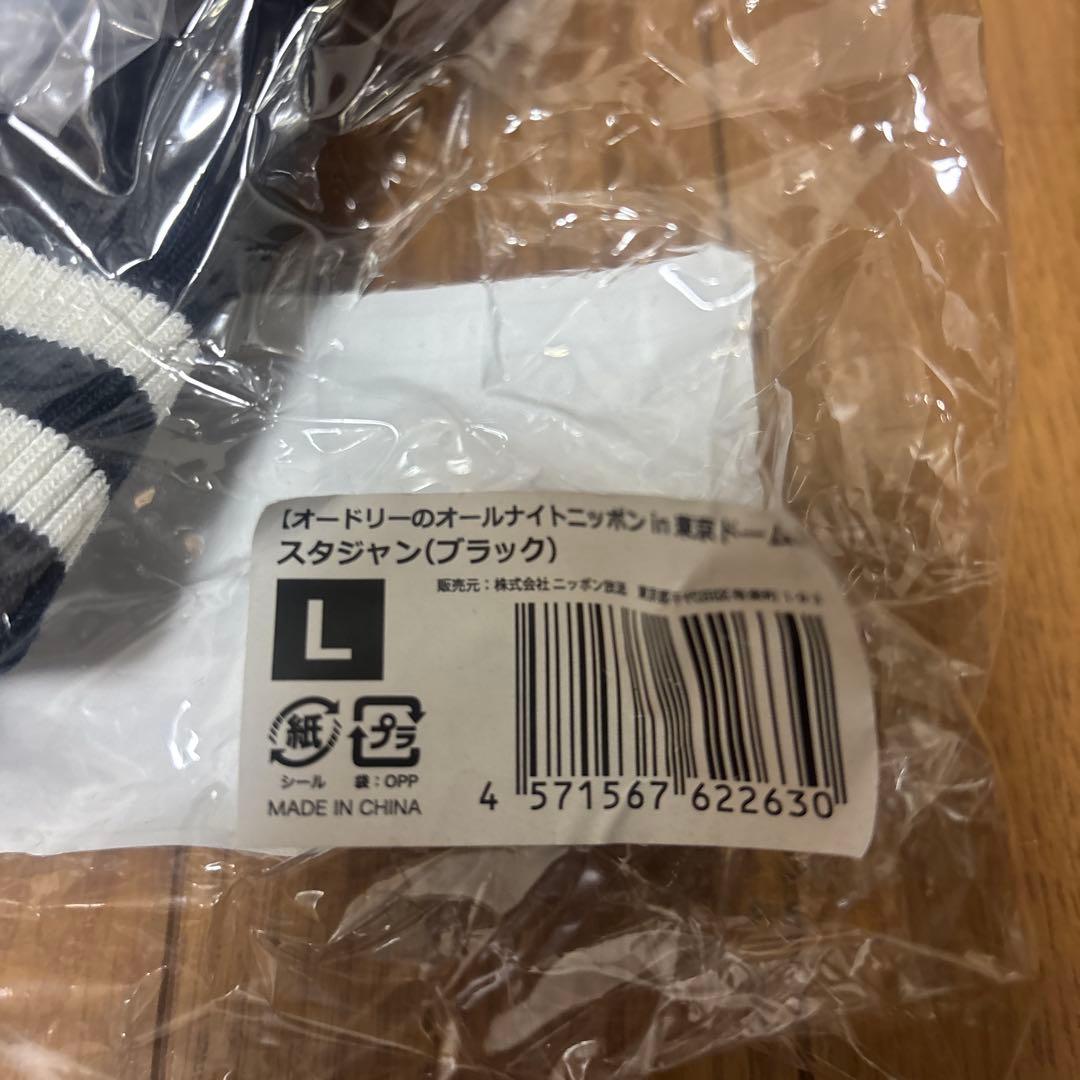 【オードリーのオールナイトニッポン in 東京ドーム
スタジャン(ブラック)
販売元：株式会社 ニッポン放送 東京都
L
紙 プラ
シール 袋：OPP
MADE IN CHINA
4 571567 622630